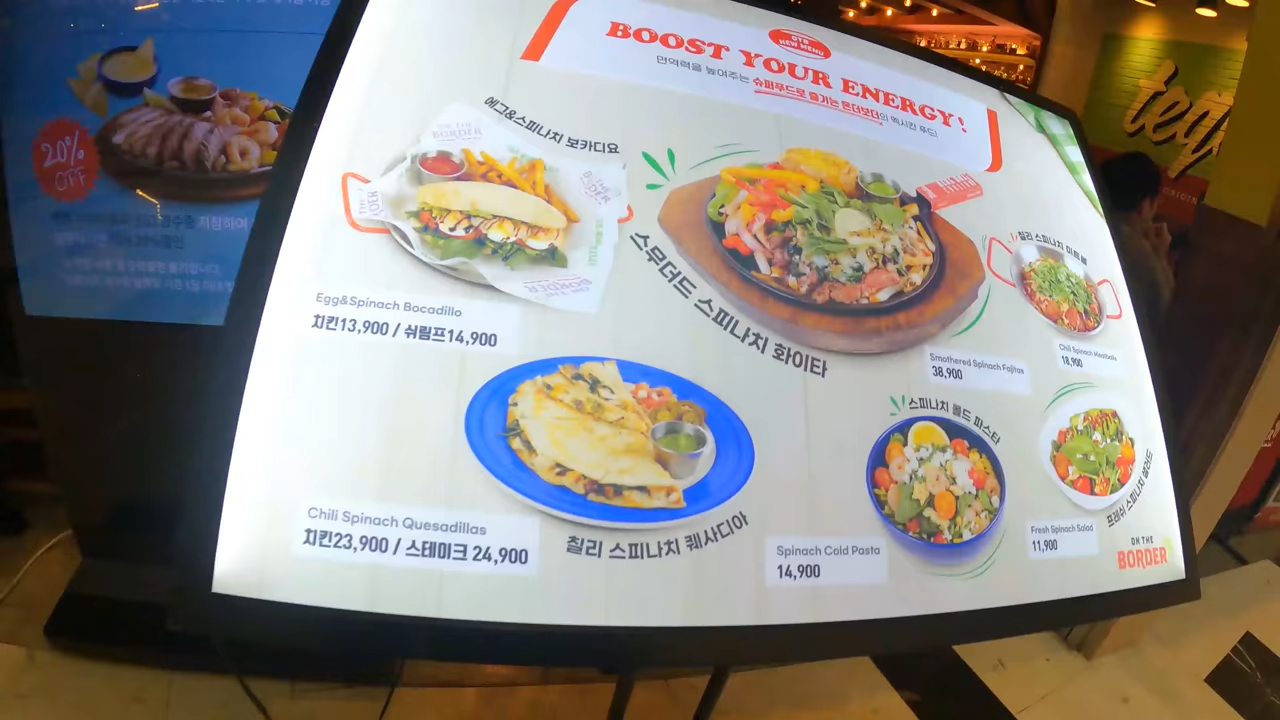 20%
OFF
OTB
NEW MENU
BOOST YOUR ENERGY!
면역력을 높여주는 슈퍼푸드로 즐기는 온더보더의 멕시칸 푸드!
에그&스피나치 보카디요
ON THE
BORDER
Egg&Spinach Bocadillo
치킨13,900 / 쉬림프14,900
스무더드 스피나치 화이타
Smothered Spinach Fajitas
38,900
칠리 스피나치 미트볼
Chili Spinach Meatballs
18,900
Chili Spinach Quesadillas
치킨23,900 / 스테이크 24,900
칠리 스피나치 퀘사디아
스피나치 콜드 파스타
Spinach Cold Pasta
14,900
프레쉬 스피나치 샐러드
Fresh Spinach Salad
11,900
ON THE
BORDER